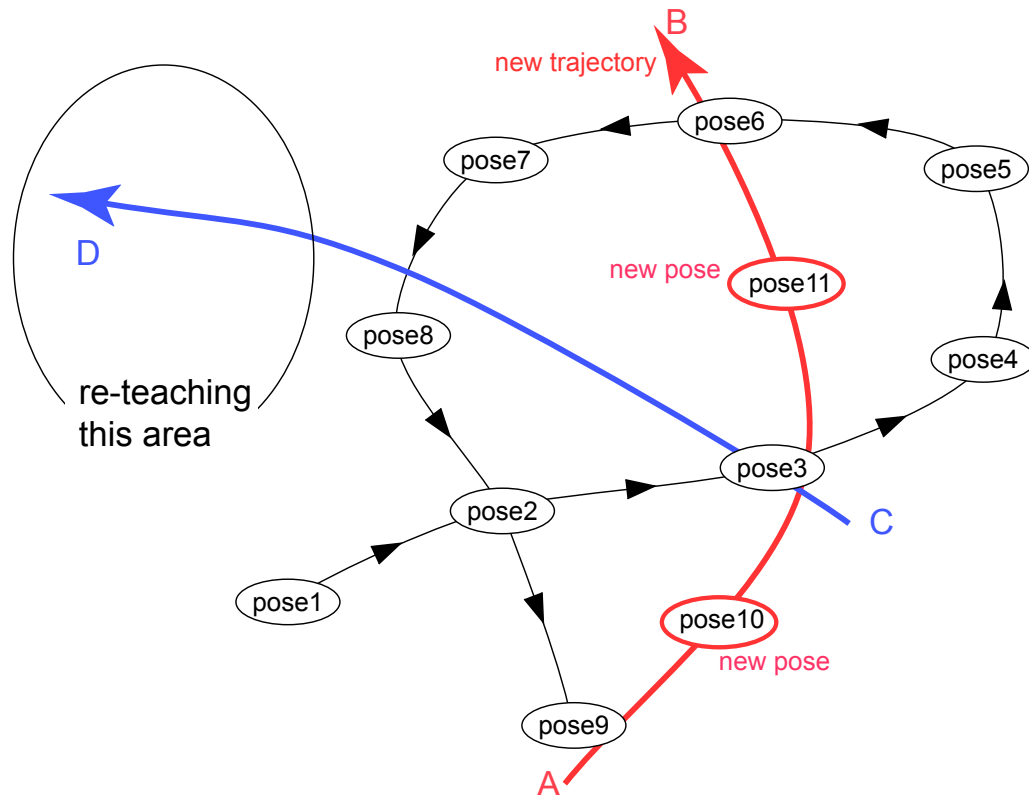 B
new trajectory
pose6
pose7
pose5
D
new pose
pose11
pose8
pose4
re-teaching
this area
pose3
pose2
C
pose1
pose10
new pose
pose9
A